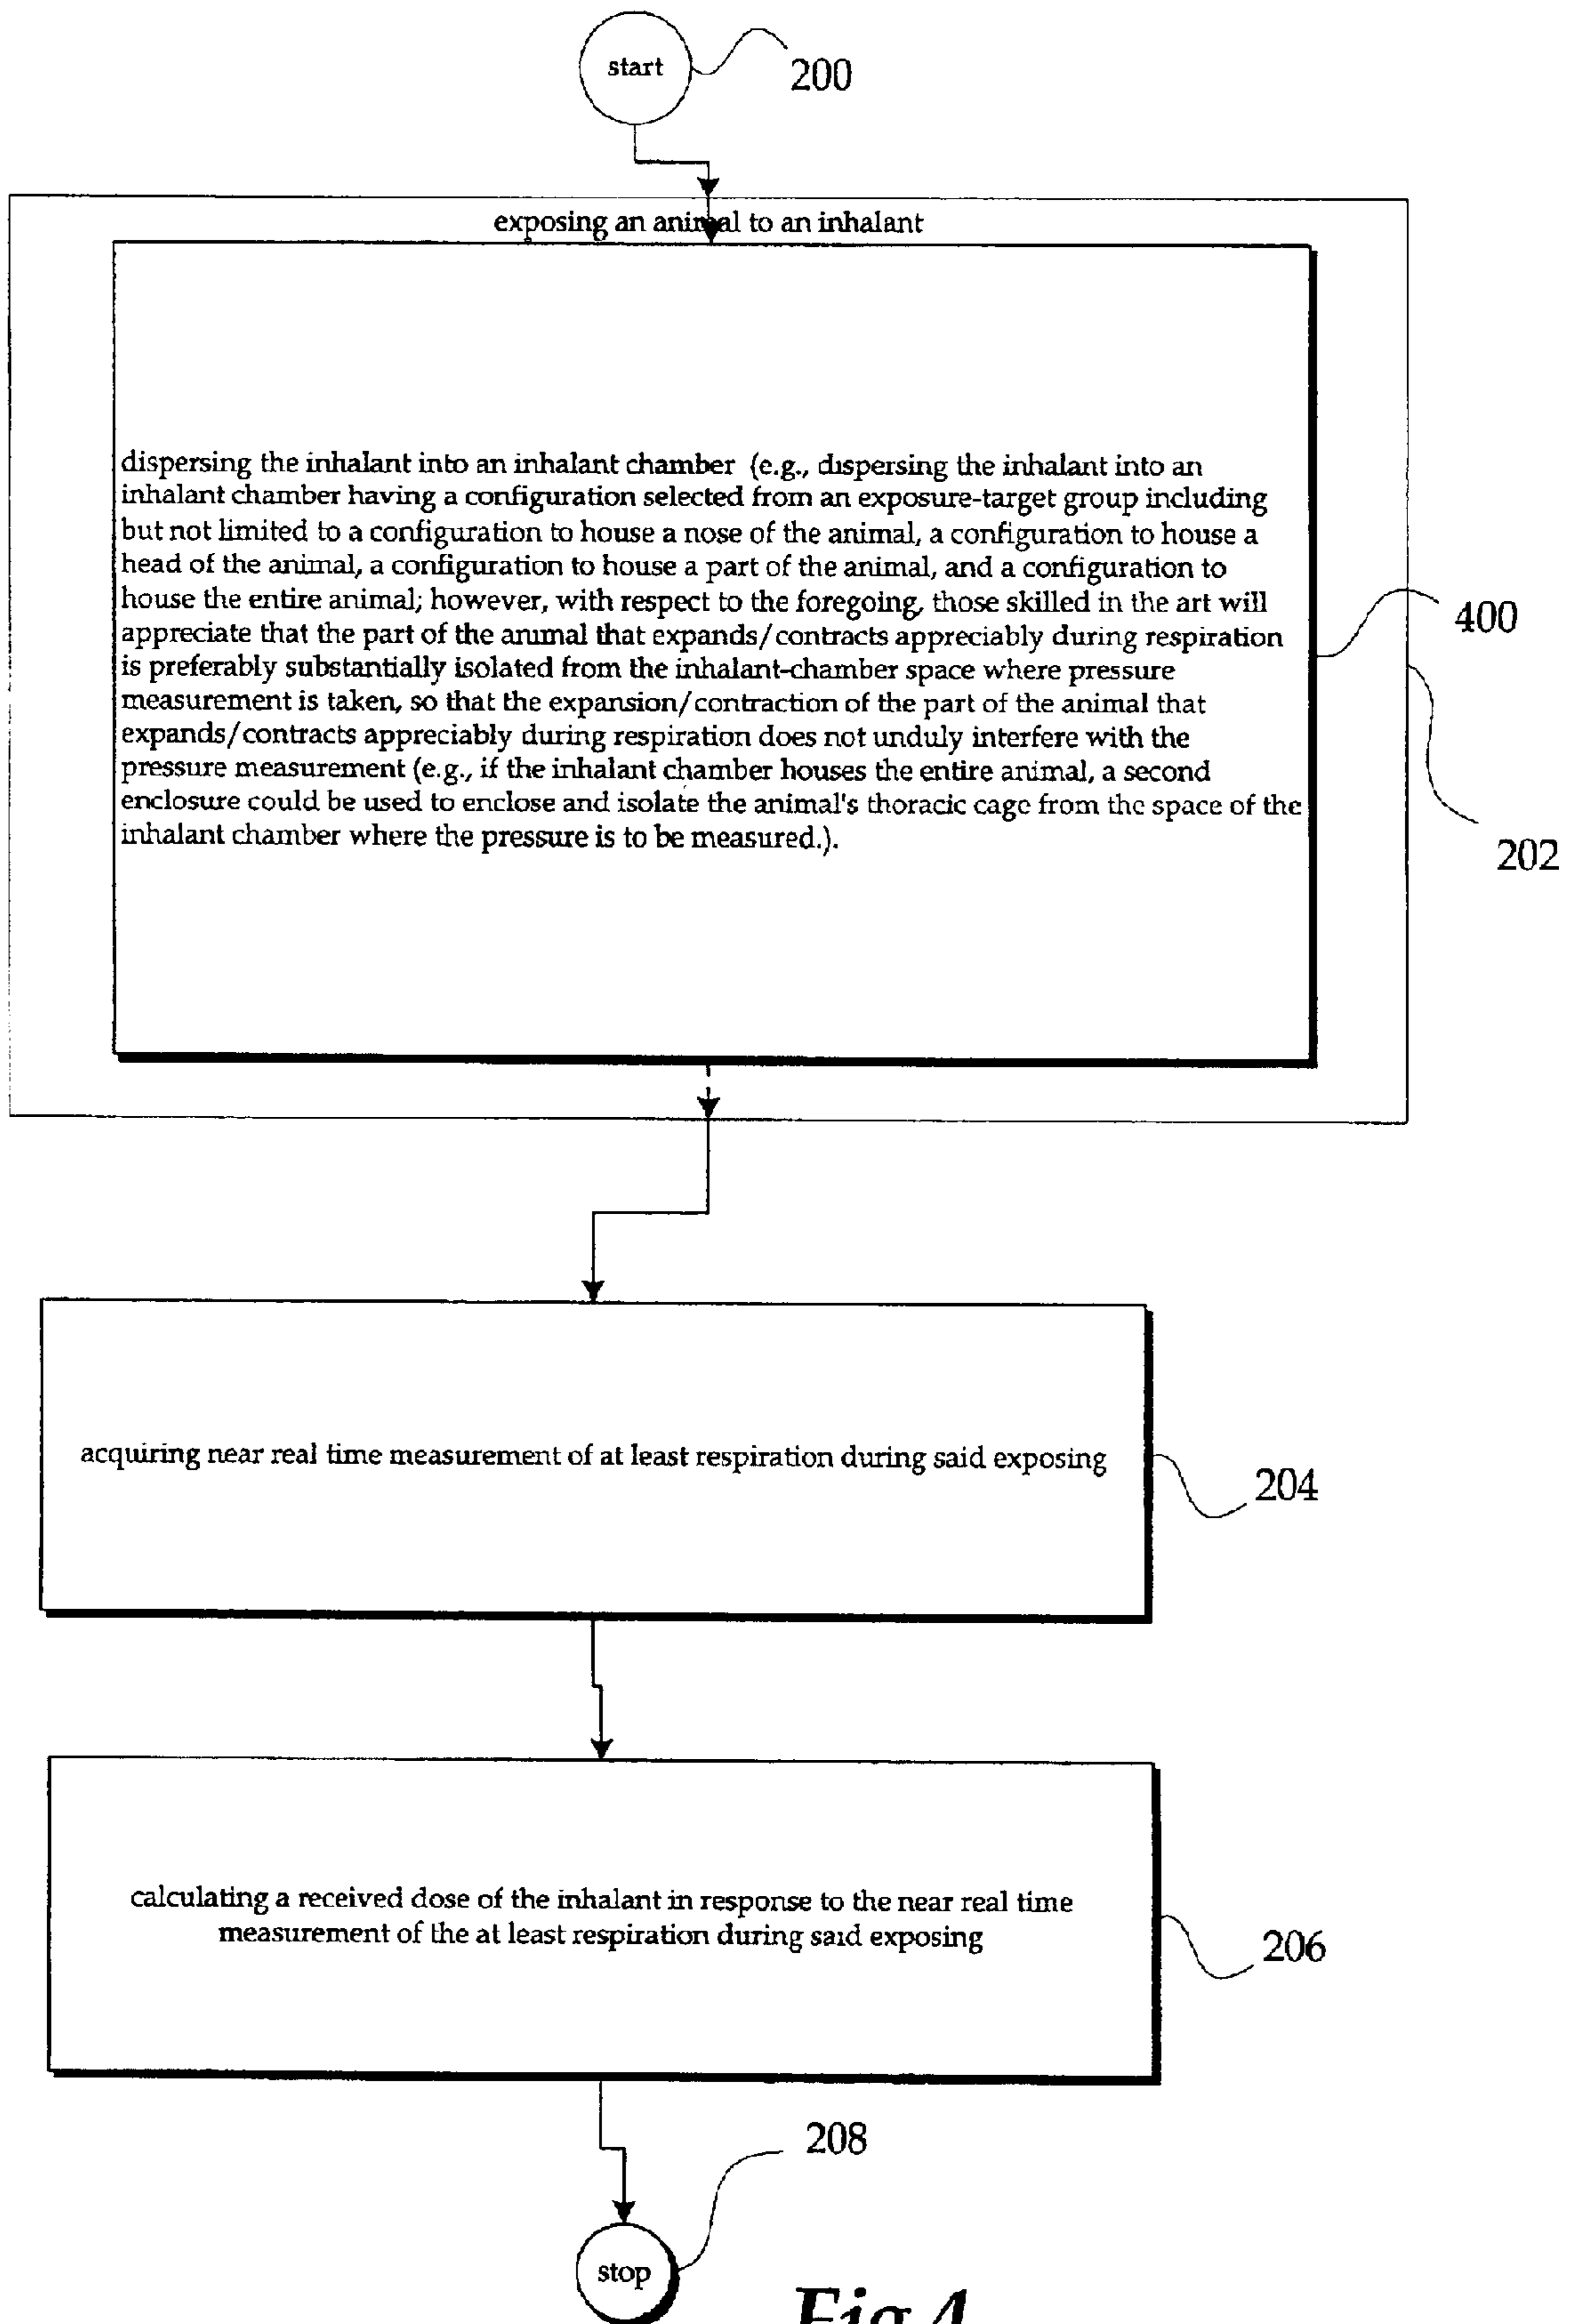 start
200
exposing an animal to an inhalant
dispersing the inhalant into an inhalant chamber (e.g., dispersing the inhalant into an
inhalant chamber having a configuration selected from an exposure-target group including
but not limited to a configuration to house a nose of the animal, a configuration to house a
head of the animal, a configuration to house a part of the animal, and a configuration to
house the entire animal; however, with respect to the foregoing, those skilled in the art will
appreciate that the part of the animal that expands/contracts appreciably during respiration
is preferably substantially isolated from the inhalant-chamber space where pressure
measurement is taken, so that the expansion/contraction of the part of the animal that
expands/contracts appreciably during respiration does not unduly interfere with the
pressure measurement (e.g., if the inhalant chamber houses the entire animal, a second
enclosure could be used to enclose and isolate the animal's thoracic cage from the space of the
inhalant chamber where the pressure is to be measured.).
400
202
acquiring near real time measurement of at least respiration during said exposing
204
calculating a received dose of the inhalant in response to the near real time
measurement of the at least respiration during said exposing
206
208
stop
Fig 4